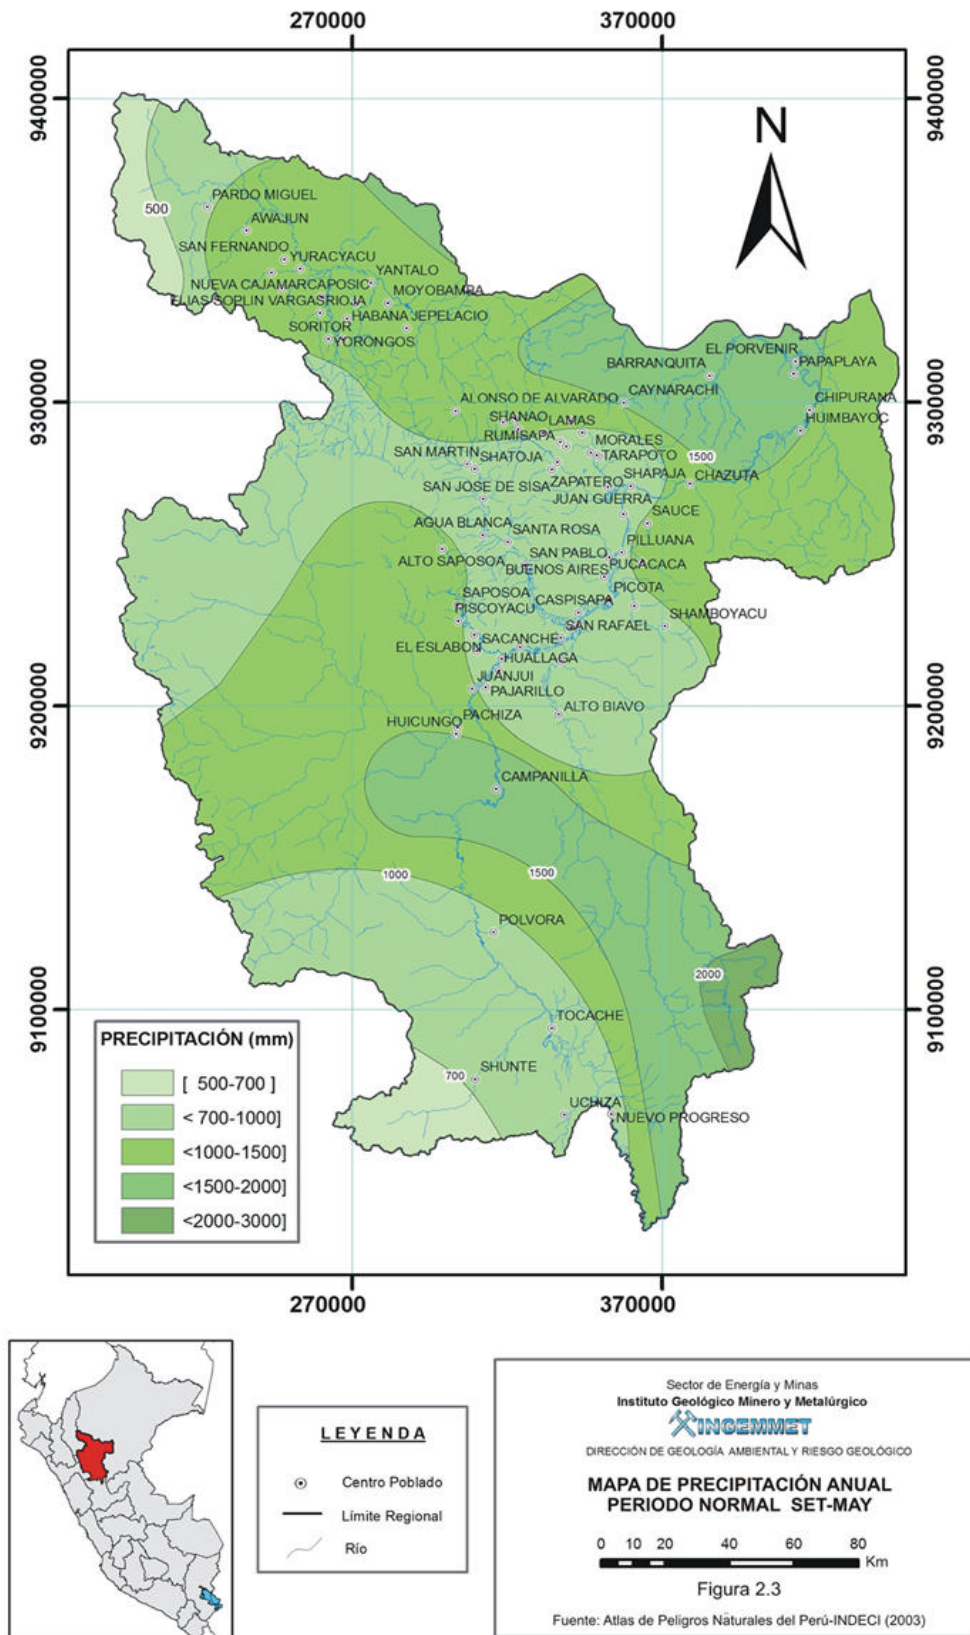 270000 370000
9400000 9400000
N
PARDO MIGUEL
500
AWAJUN
SAN FERNANDO
YURACYACU
YANTALO
NUEVA CAJAMARCA POSIC
MOYOBAMBA
ELIAS SOPLIN VARGAS RIOJA
HABANA JEPELACIO
SORITOR
YORONGOS
EL PORVENIR
BARRANQUITA
PAPAPLAYA
CAYNARACHI
ALONSO DE ALVARADO
CHIPURANA
9300000 9300000
SHANAO LAMAS
HUIMBAYOC
RUMISAPA
MORALES
SAN MARTIN
SHATOJA
TARAPOTO
1500
SHAPAJA
CHAZUTA
ZAPATERO
SAN JOSE DE SISA
JUAN GUERRA
SAUCE
AGUA BLANCA
SANTA ROSA
PILLUANA
SAN PABLO
ALTO SAPOSOA
PUCACACA
BUENOS AIRES
PICOTA
SAPOSOA
CASPISAPA
PISCOYACU
SHAMBOYACU
SAN RAFAEL
SACANCHE
EL ESLABON
HUALLAGA
JUANJUI
PAJARILLO
9200000 9200000
ALTO BIAVO
PACHIZA
HUICUNGO
CAMPANILLA
1000
1500
POLVORA
2000
9100000 9100000
TOCACHE
SHUNTE
700
UCHIZA
NUEVO PROGRESO
PRECIPITACIÓN (mm)
[ 500-700 ]
< 700-1000]
<1000-1500]
<1500-2000]
<2000-3000]
270000 370000
LEYENDA
Centro Poblado
Límite Regional
Río
Sector de Energía y Minas
Instituto Geológico Minero y Metalúrgico
INGEMMET
DIRECCIÓN DE GEOLOGÍA AMBIENTAL Y RIESGO GEOLÓGICO
MAPA DE PRECIPITACIÓN ANUAL
PERIODO NORMAL SET-MAY
0 10 20 40 60 80
Km
Figura 2.3
Fuente: Atlas de Peligros Naturales del Perú-INDECI (2003)